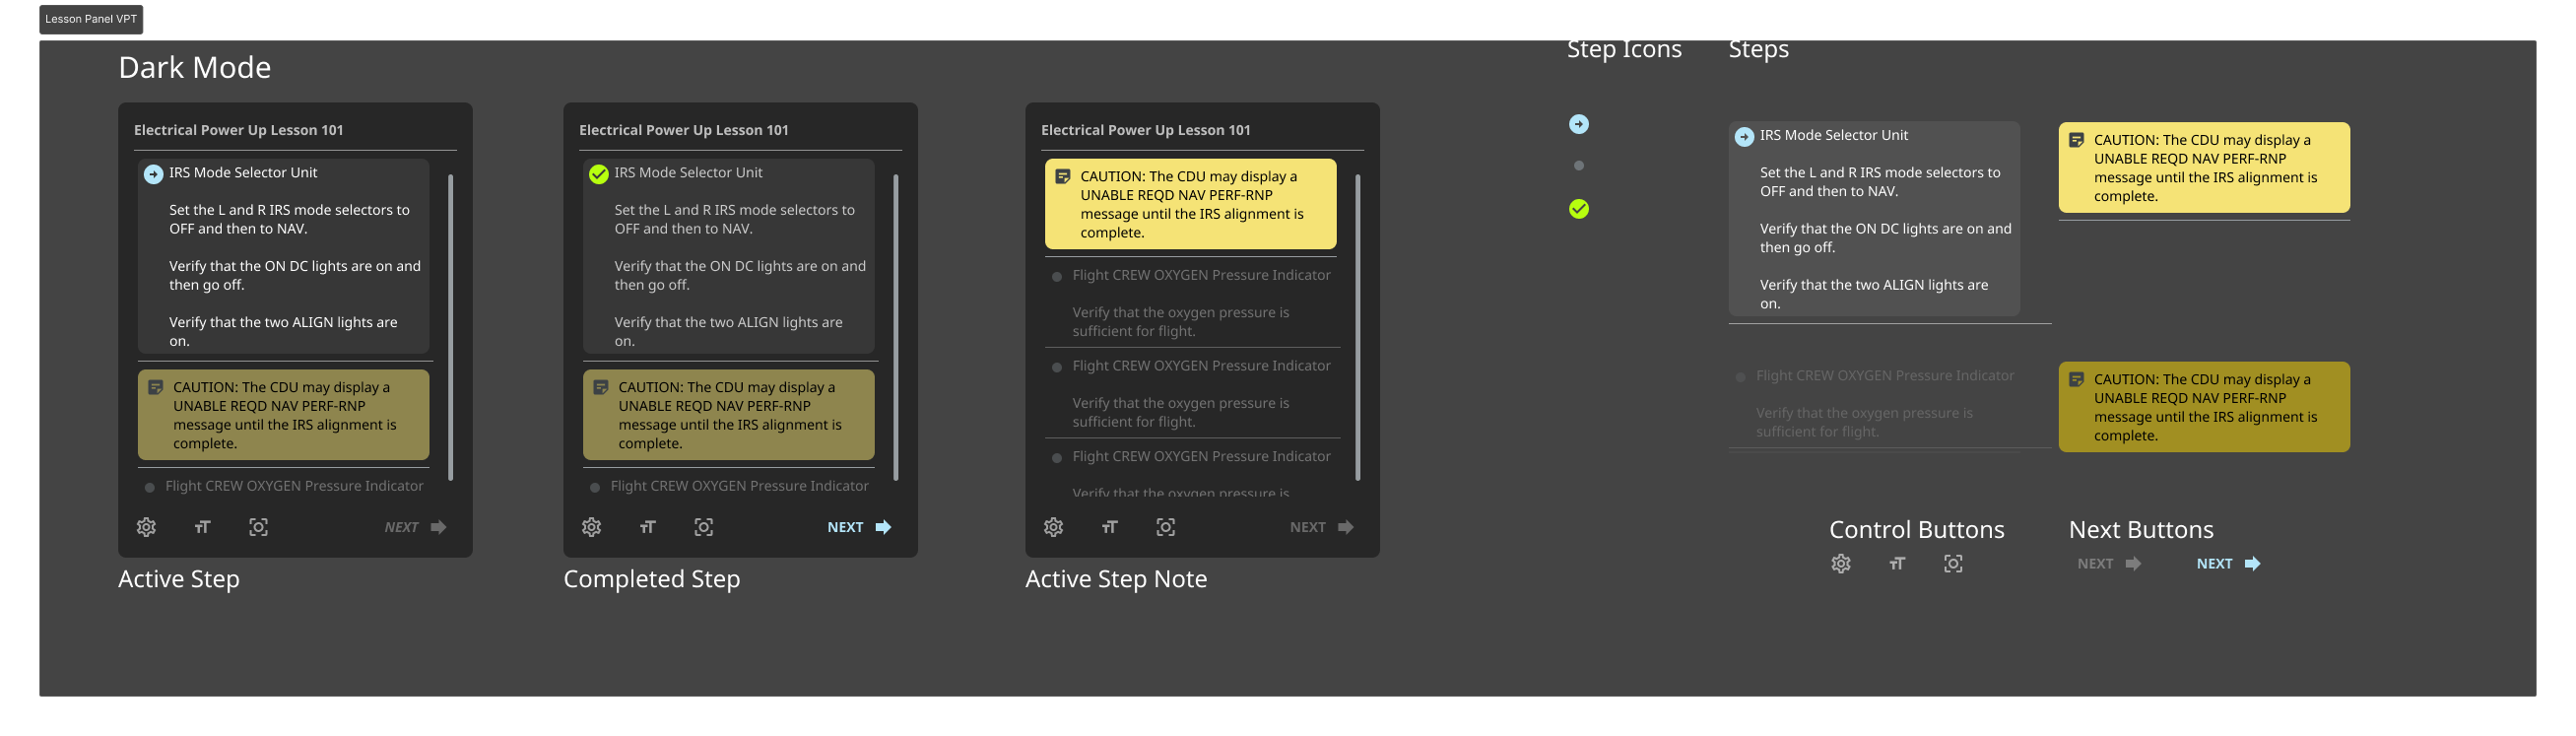 Lesson Panel VPT
Dark Mode
Electrical Power Up Lesson 101
IRS Mode Selector Unit
Set the L and R IRS mode selectors to
OFF and then to NAV.
Verify that the ON DC lights are on and
then go off.
Verify that the two ALIGN lights are
on.
CAUTION: The CDU may display a
UNABLE REQD NAV PERF-RNP
message until the IRS alignment is
complete.
Flight CREW OXYGEN Pressure Indicator
NEXT
Active Step
Electrical Power Up Lesson 101
IRS Mode Selector Unit
Set the L and R IRS mode selectors to
OFF and then to NAV.
Verify that the ON DC lights are on and
then go off.
Verify that the two ALIGN lights are
on.
CAUTION: The CDU may display a
UNABLE REQD NAV PERF-RNP
message until the IRS alignment is
complete.
Flight CREW OXYGEN Pressure Indicator
NEXT
Completed Step
Electrical Power Up Lesson 101
CAUTION: The CDU may display a
UNABLE REQD NAV PERF-RNP
message until the IRS alignment is
complete.
Flight CREW OXYGEN Pressure Indicator
Verify that the oxygen pressure is
sufficient for flight.
Flight CREW OXYGEN Pressure Indicator
Verify that the oxygen pressure is
sufficient for flight.
Flight CREW OXYGEN Pressure Indicator
Verify that the oxygen pressure is
NEXT
Active Step Note
Step Icons
Steps
IRS Mode Selector Unit
Set the L and R IRS mode selectors to
OFF and then to NAV.
Verify that the ON DC lights are on and
then go off.
Verify that the two ALIGN lights are
on.
Flight CREW OXYGEN Pressure Indicator
Verify that the oxygen pressure is
sufficient for flight.
CAUTION: The CDU may display a
UNABLE REQD NAV PERF-RNP
message until the IRS alignment is
complete.
CAUTION: The CDU may display a
UNABLE REQD NAV PERF-RNP
message until the IRS alignment is
complete.
Control Buttons
Next Buttons
NEXT
NEXT